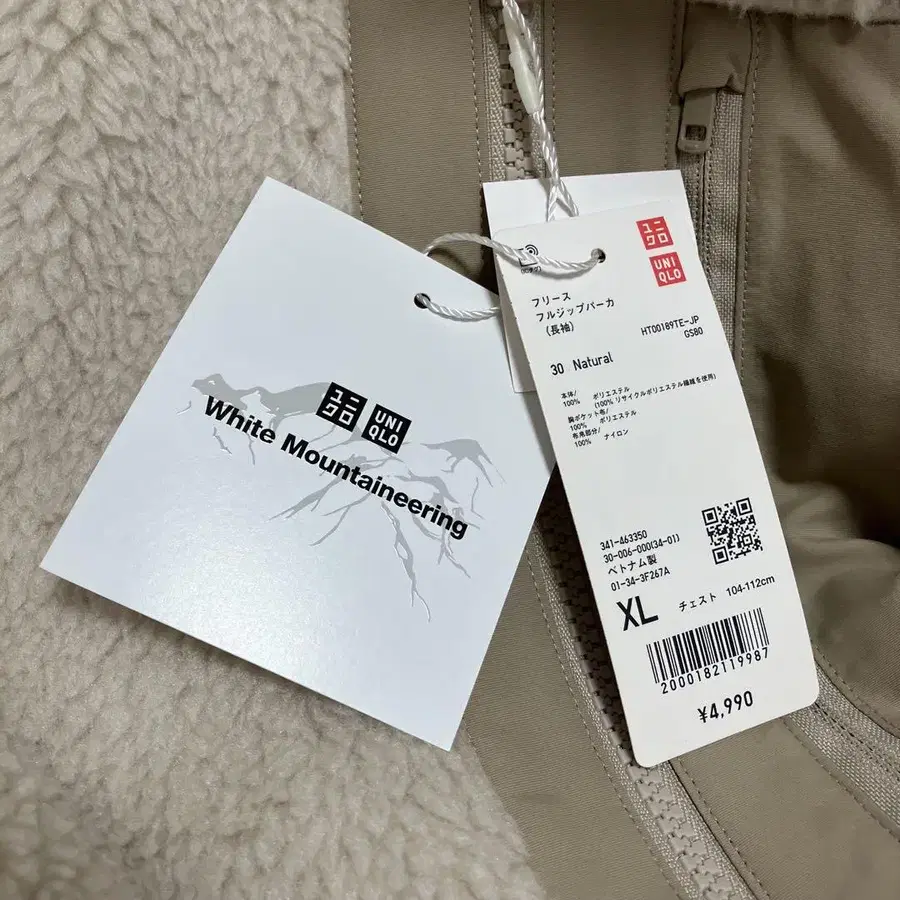 ユニ
クロ
UNI
QLO
White Mountaineering
ユニ
クロ
UNI
QLO
フリース
フルジップパーカ
(長袖)
HT00189TE-JP
GS80
30 Natural
本体/ ポリエステル
100% (100% リサイクルポリエステル繊維を使用)
胸ポケット布/
100% ポリエステル
布帛部分/
100% ナイロン
341-463350
30-006-000(34-01)
ベトナム製
01-34-3F267A
XL チェスト 104-112cm
2000182119987
¥4,990